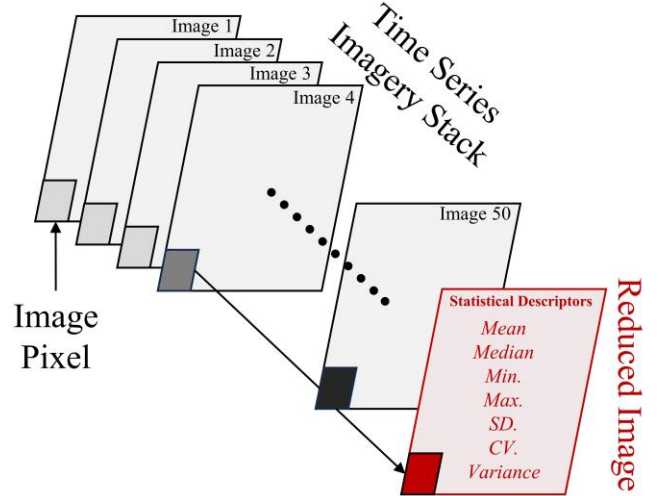 Image 1
Image 2
Image 3
Image 4
Time Series
Imagery Stack
Image 50
Image
Pixel
Statistical Descriptors
Mean
Median
Min.
Max.
SD.
CV.
Variance
Reduced Image